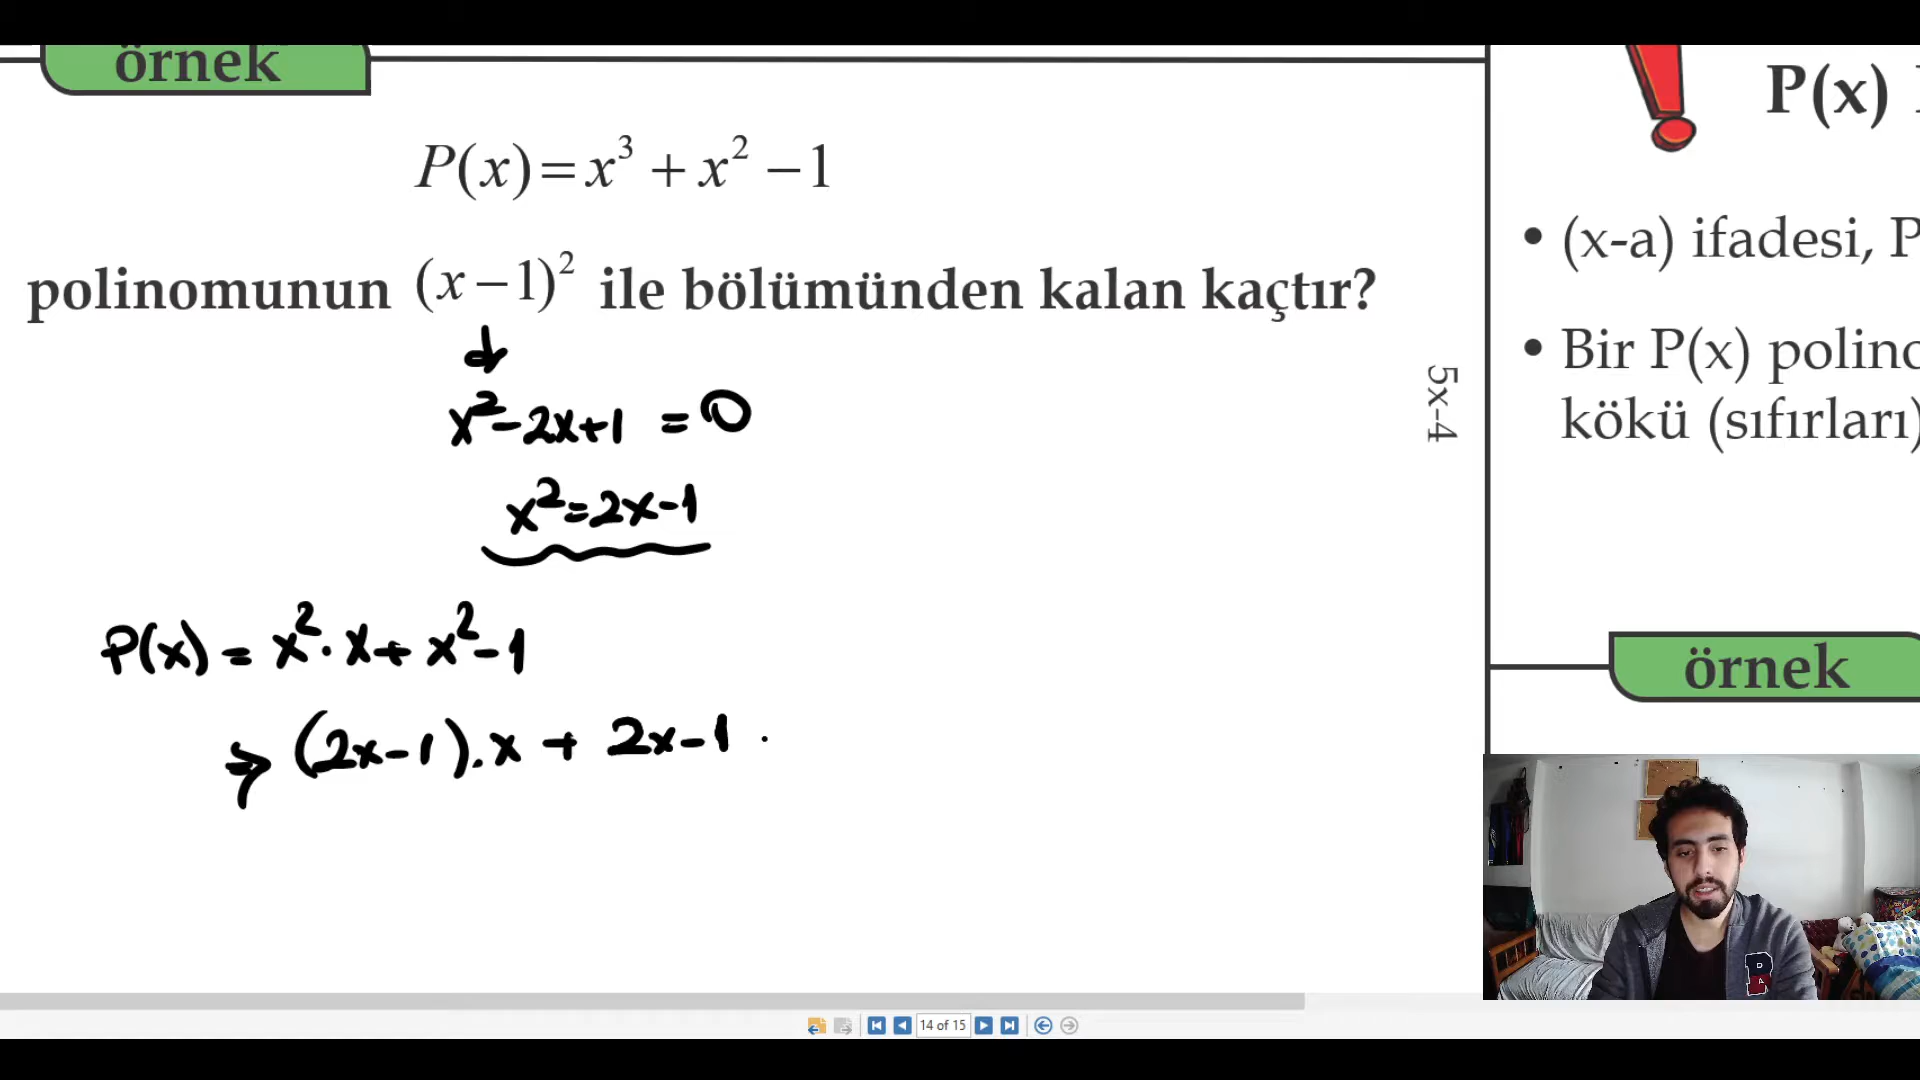 örnek
P(x)=x³+x²−1
polinomunun (x−1)² ile bölümünden kalan kaçtır?
x²-2x+1 = 0
x²=2x-1
P(x) = x².x+x²-1
(2x-1).x + 2x-1 .
5x-4
P(x)
• (x-a) ifadesi, P
• Bir P(x)
kökü (sıfırları)
örnek
14 of 15